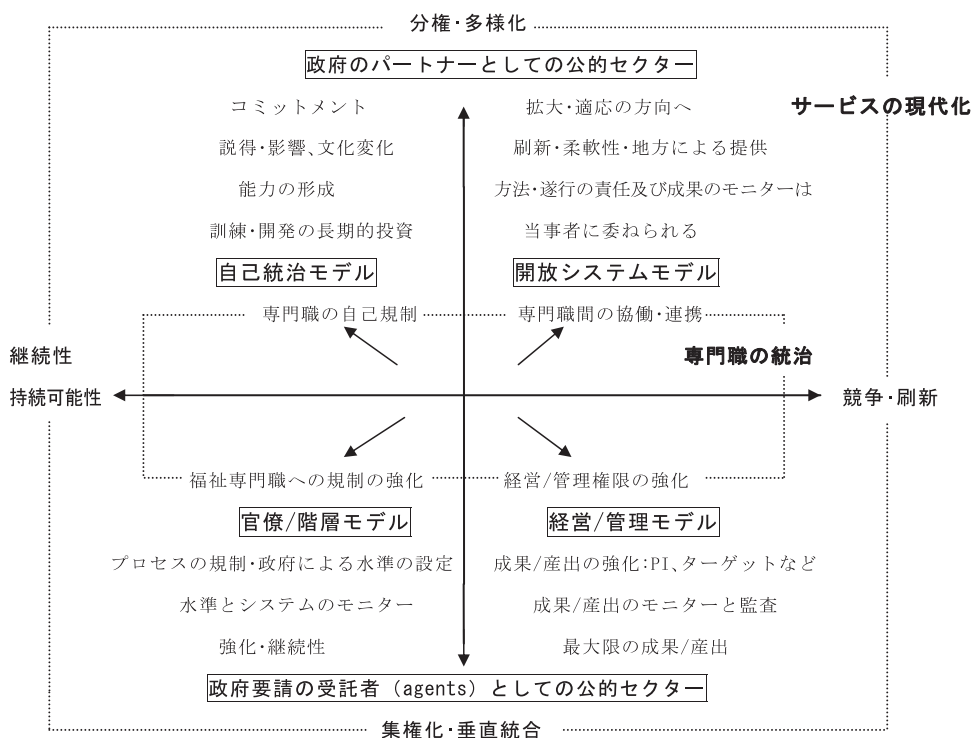 分権・多様化
政府のパートナーとしての公的セクター
コミットメント
説得・影響、文化変化
能力の形成
訓練・開発の長期的投資
自己統治モデル
専門職の自己規制
拡大・適応の方向へ
刷新・柔軟性・地方による提供
方法・遂行の責任及び成果のモニターは
当事者に委ねられる
開放システムモデル
専門職間の協働・連携
サービスの現代化
専門職の統治
継続性
持続可能性
競争・刷新
福祉専門職への規制の強化
官僚/階層モデル
プロセスの規制・政府による水準の設定
水準とシステムのモニター
強化・継続性
経営/管理権限の強化
経営/管理モデル
成果/産出の強化:PI、ターゲットなど
成果/産出のモニターと監査
最大限の成果/産出
政府要請の受託者（agents）としての公的セクター
集権化・垂直統合